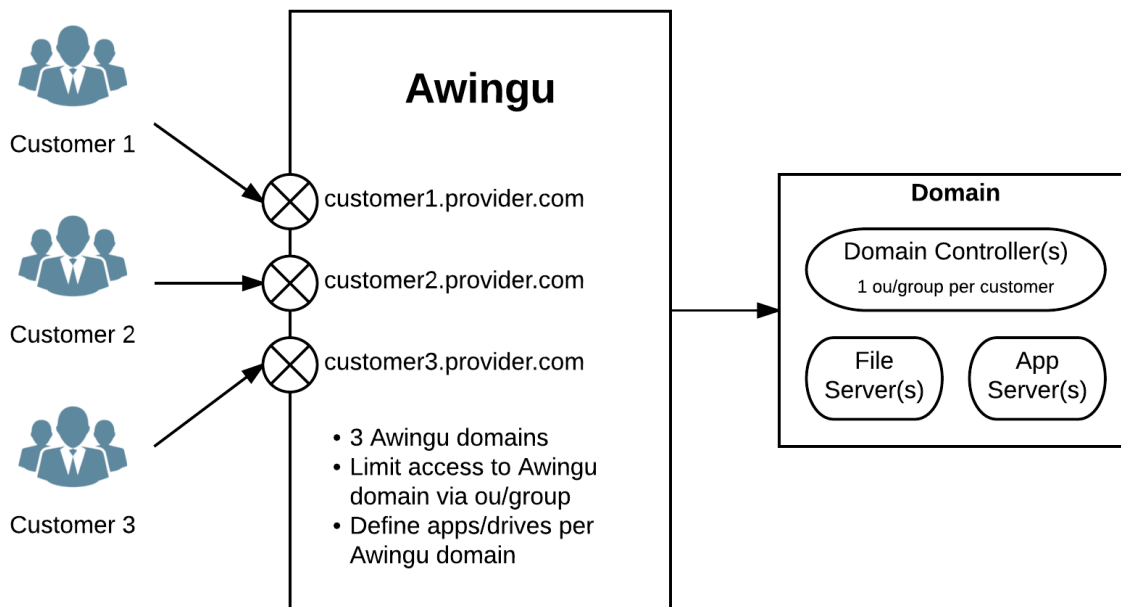 Customer 1
Customer 2
Customer 3
Awingu
customer1.provider.com
customer2.provider.com
customer3.provider.com
• 3 Awingu domains
• Limit access to Awingu
domain via ou/group
• Define apps/drives per
Awingu domain
Domain
Domain Controller(s)
1 ou/group per customer
File
Server(s)
App
Server(s)